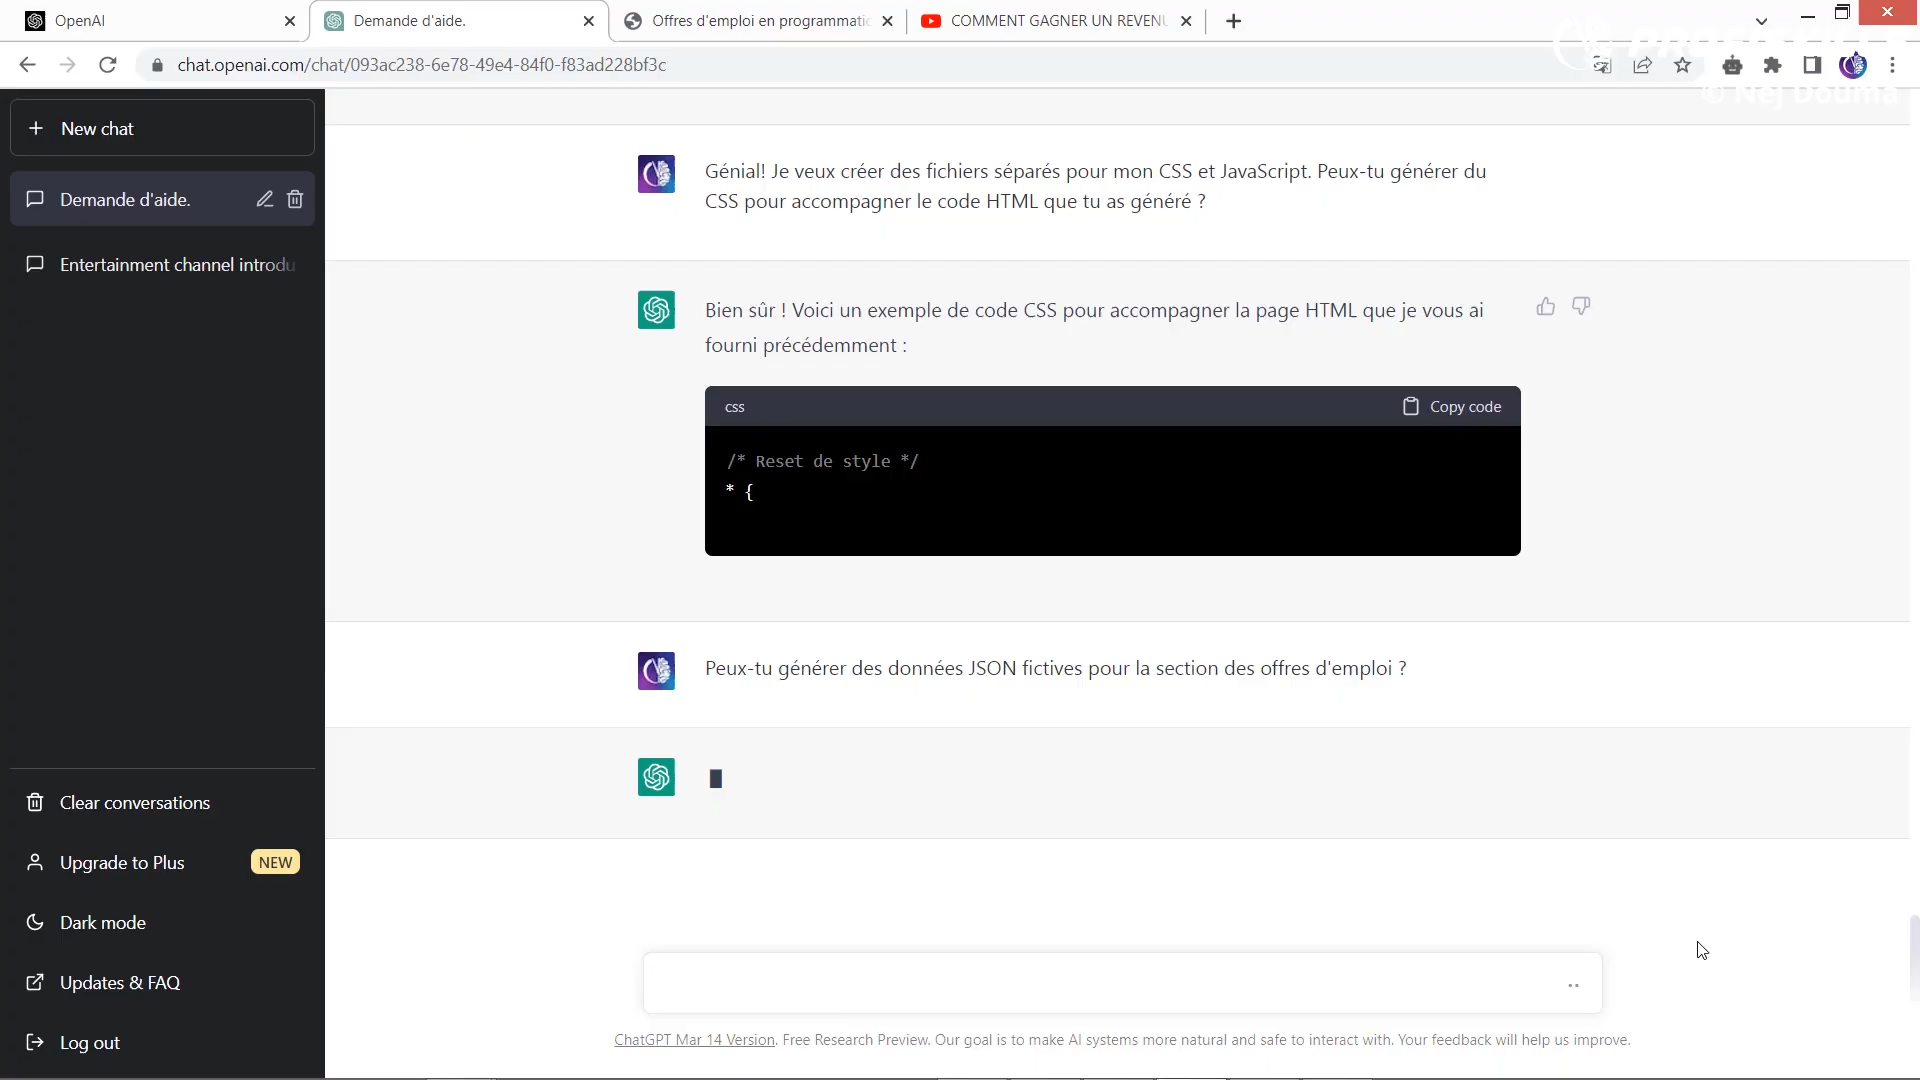 OpenAI
Demande d'aide.
Offres d'emploi en programmatic
COMMENT GAGNER UN REVENU
chat.openai.com/chat/093ac238-6e78-49e4-84f0-f83ad228bf3c
© Nej Douma
New chat
Demande d'aide.
Entertainment channel introdu
Génial! Je veux créer des fichiers séparés pour mon CSS et JavaScript. Peux-tu générer du
CSS pour accompagner le code HTML que tu as généré ?
Bien sûr ! Voici un exemple de code CSS pour accompagner la page HTML que je vous ai
fourni précédemment :
css
Copy code
/* Reset de style */
* {
Peux-tu générer des données JSON fictives pour la section des offres d'emploi ?
Clear conversations
Upgrade to Plus
NEW
Dark mode
Updates & FAQ
Log out
ChatGPT Mar 14 Version. Free Research Preview. Our goal is to make AI systems more natural and safe to interact with. Your feedback will help us improve.